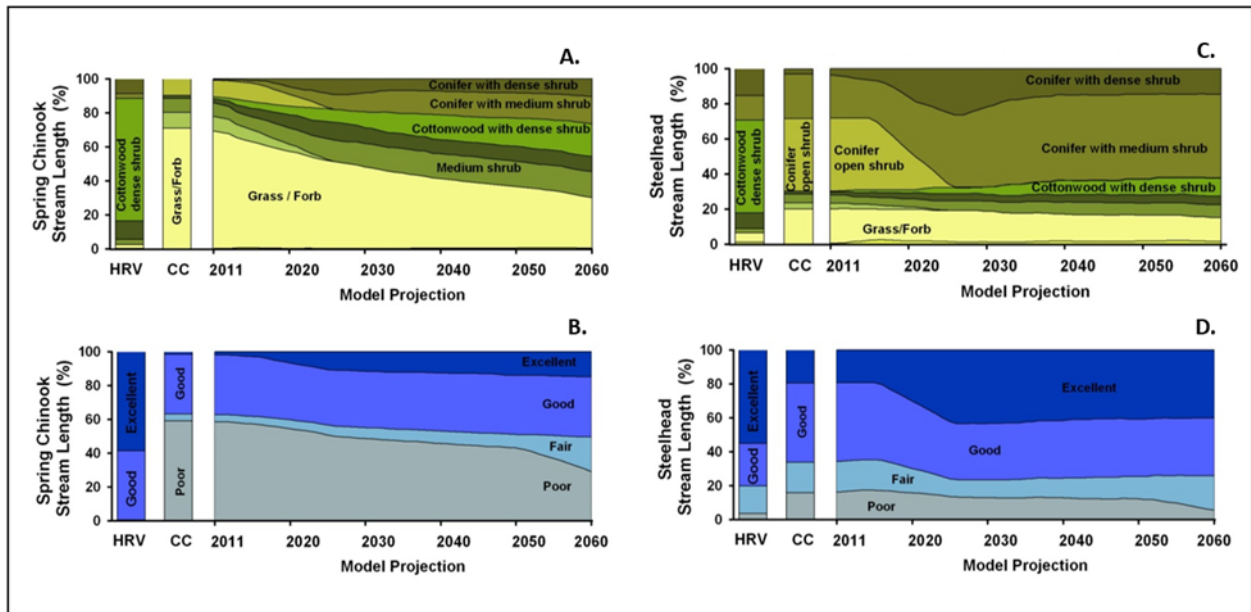 A.
Spring Chinook
Stream Length (%)
100
80
60
40
20
0
Cottonwood
dense shrub
Grass/Forb
Conifer with dense shrub
Conifer with medium shrub
Cottonwood with dense shrub
Medium shrub
Grass / Forb
HRV
CC
2011
2020
2030
2040
2050
2060
Model Projection
C.
Steelhead
Stream Length (%)
100
80
60
40
20
0
Cottonwood
dense shrub
Conifer
open shrub
Conifer with dense shrub
Conifer
open shrub
Conifer with medium shrub
Cottonwood with dense shrub
Grass/Forb
HRV
CC
2011
2020
2030
2040
2050
2060
Model Projection
B.
Spring Chinook
Stream Length (%)
100
80
60
40
20
0
Excellent
Good
Good
Poor
Excellent
Good
Fair
Poor
HRV
CC
2011
2020
2030
2040
2050
2060
Model Projection
D.
Steelhead
Stream Length (%)
100
80
60
40
20
0
Excellent
Good
Good
Excellent
Good
Fair
Poor
HRV
CC
2011
2020
2030
2040
2050
2060
Model Projection